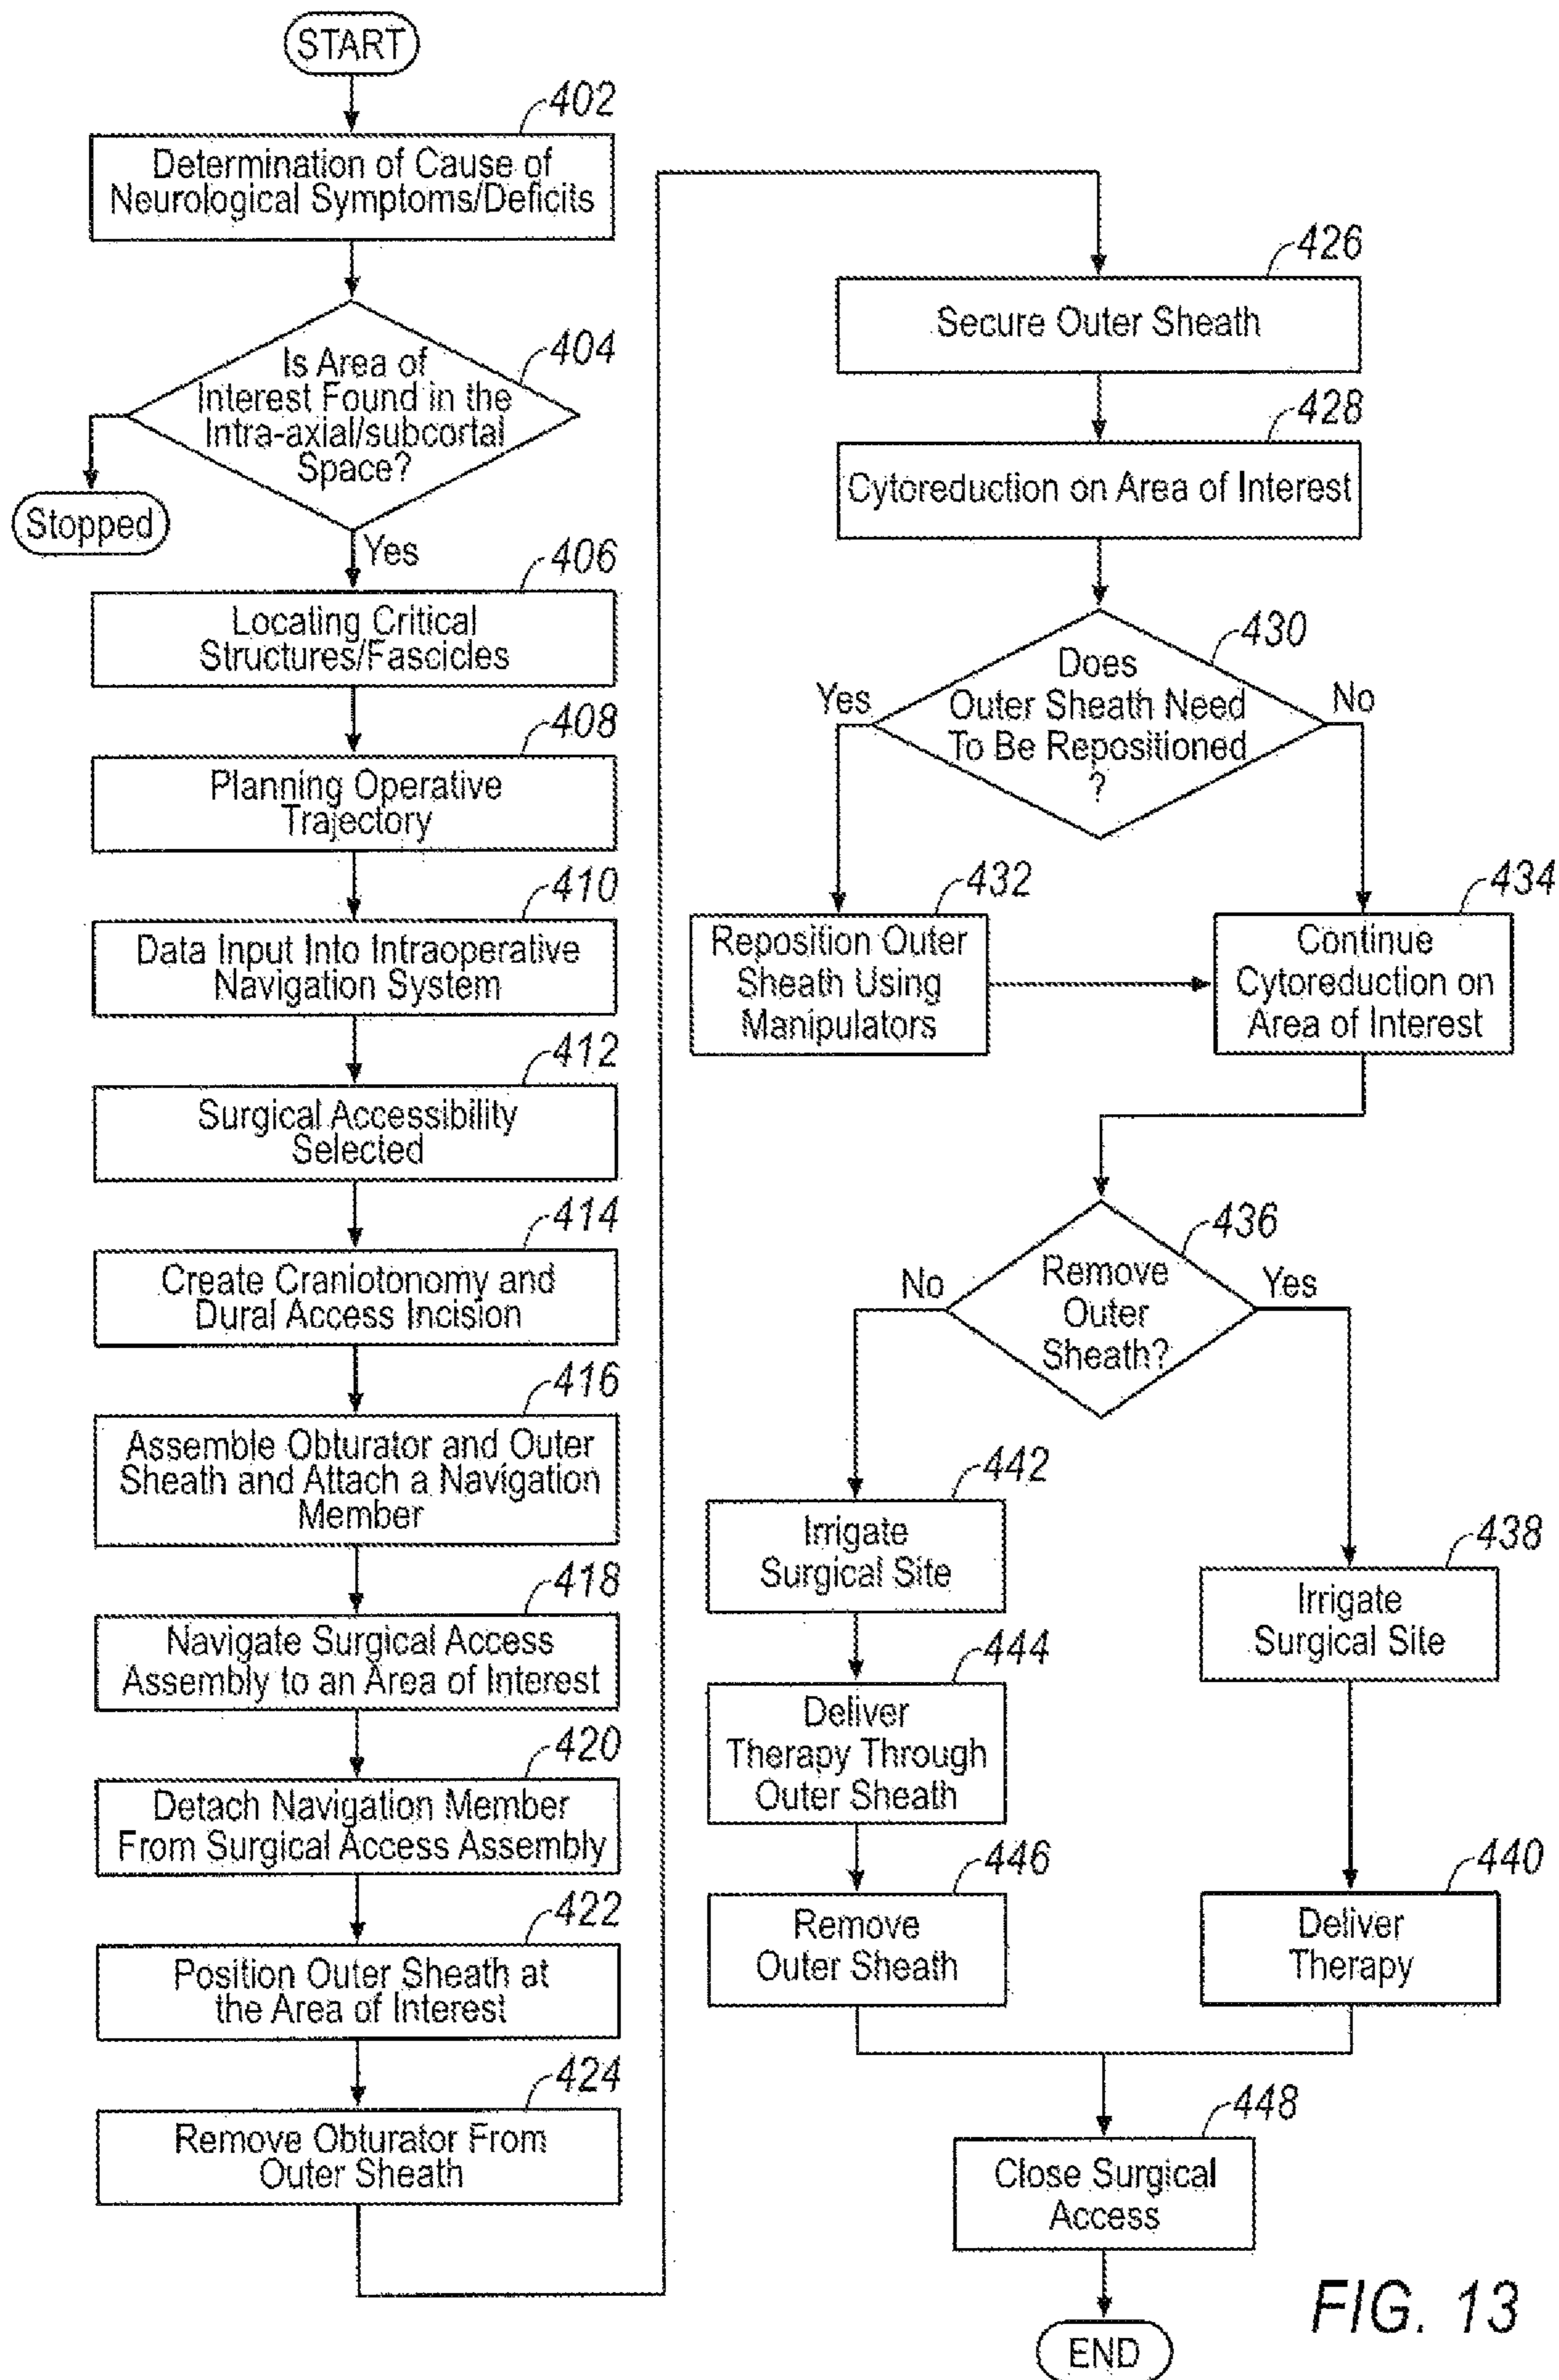 START
402
Determination of Cause of
Neurological Symptoms/Deficits
404
Is Area of
Interest Found in the
Intra-axial/subcortal
Space?
Stopped
Yes
406
Locating Critical
Structures/Fascicles
408
Planning Operative
Trajectory
410
Data Input Into Intraoperative
Navigation System
412
Surgical Accessibility
Selected
414
Create Craniotonomy and
Dural Access Incision
416
Assemble Obturator and Outer
Sheath and Attach a Navigation
Member
418
Navigate Surgical Access
Assembly to an Area of Interest
420
Detach Navigation Member
From Surgical Access Assembly
422
Position Outer Sheath at
the Area of Interest
424
Remove Obturator From
Outer Sheath
426
Secure Outer Sheath
428
Cytoreduction on Area of Interest
430
Does
Outer Sheath Need
To Be Repositioned
?
Yes
No
432
Reposition Outer
Sheath Using
Manipulators
434
Continue
Cytoreduction on
Area of Interest
436
Remove
Outer
Sheath?
No
Yes
442
Irrigate
Surgical Site
444
Deliver
Therapy Through
Outer Sheath
446
Remove
Outer Sheath
438
Irrigate
Surgical Site
440
Deliver
Therapy
448
Close Surgical
Access
END
FIG. 13